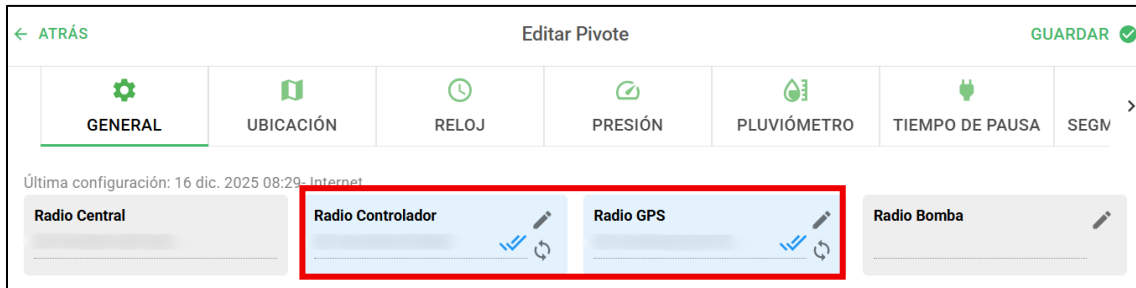 ← ATRÁS
Editar Pivote
GUARDAR
GENERAL
UBICACIÓN
RELOJ
PRESIÓN
PLUVIÓMETRO
TIEMPO DE PAUSA
SEGM
Última configuración: 16 dic. 2025 08:29- Internet
Radio Central
Radio Controlador
Radio GPS
Radio Bomba